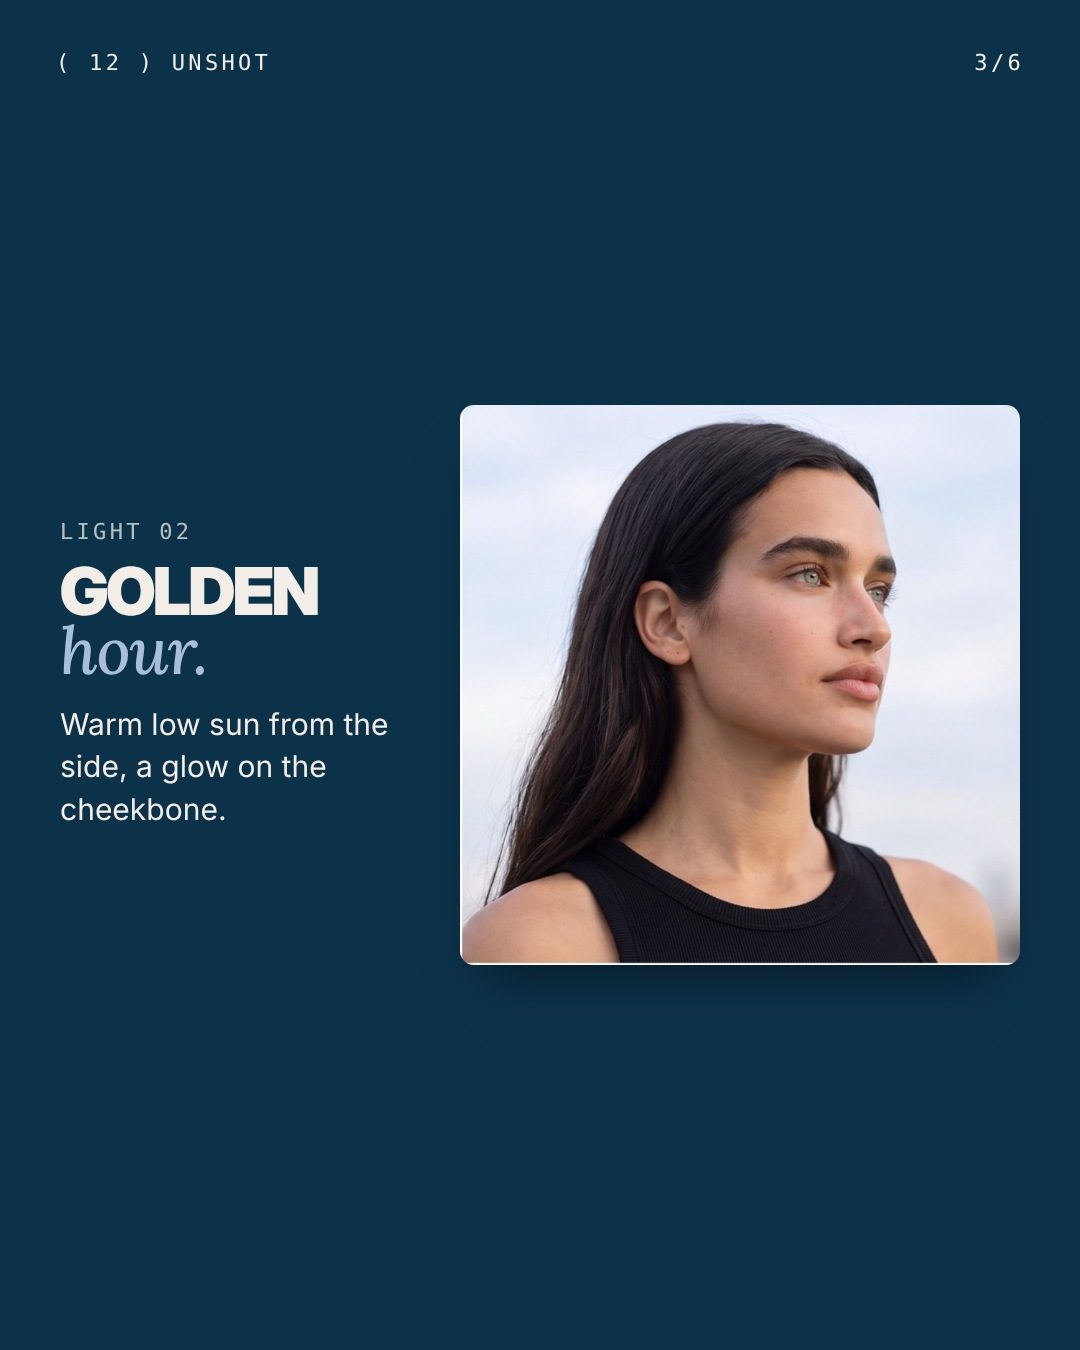 ( 12 ) UNSHOT
3/6
LIGHT 02
GOLDEN
hour.
Warm low sun from the
side, a glow on the
cheekbone.